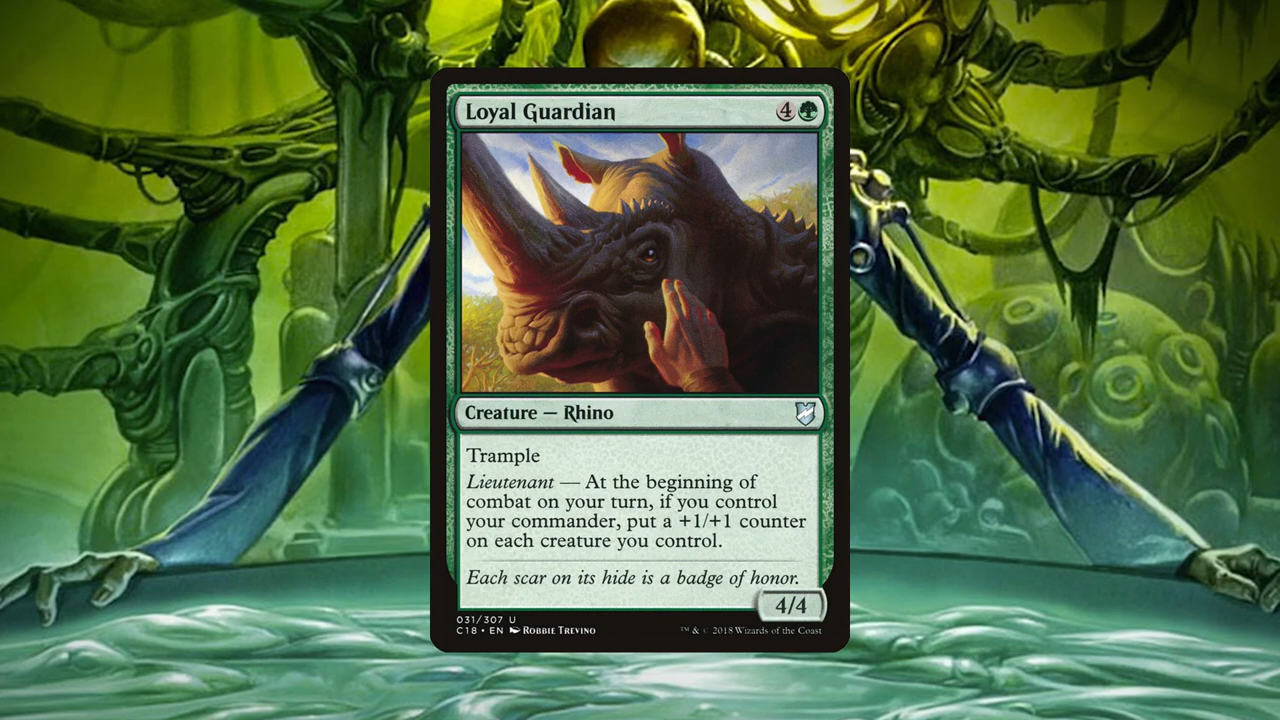 Loyal Guardian 4
Creature — Rhino
Trample
Lieutenant — At the beginning of
combat on your turn, if you control
your commander, put a +1/+1 counter
on each creature you control.
Each scar on its hide is a badge of honor.
4/4
031/307 U
C18 • EN Robbie Trevino
™ & © 2018 Wizards of the Coast